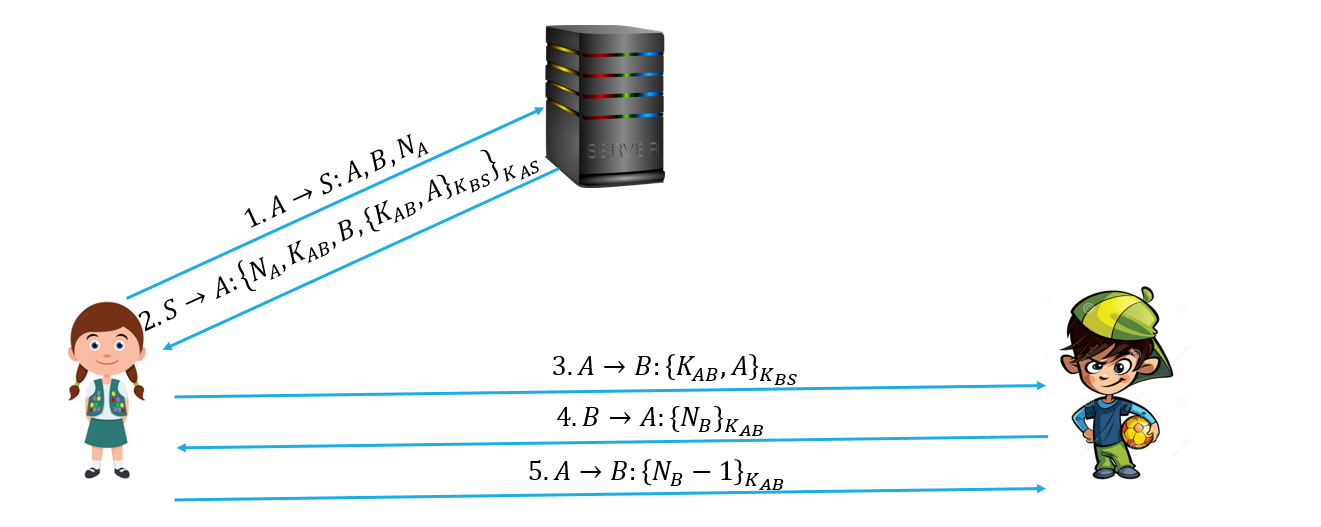 SERVER
1. A → S: A, B, N_A
2. S → A: {N_A, K_AB, B, {K_AB, A}_K_BS}_K_AS
3. A → B: {K_AB, A}_K_BS
4. B → A: {N_B}_K_AB
5. A → B: {N_B − 1}_K_AB